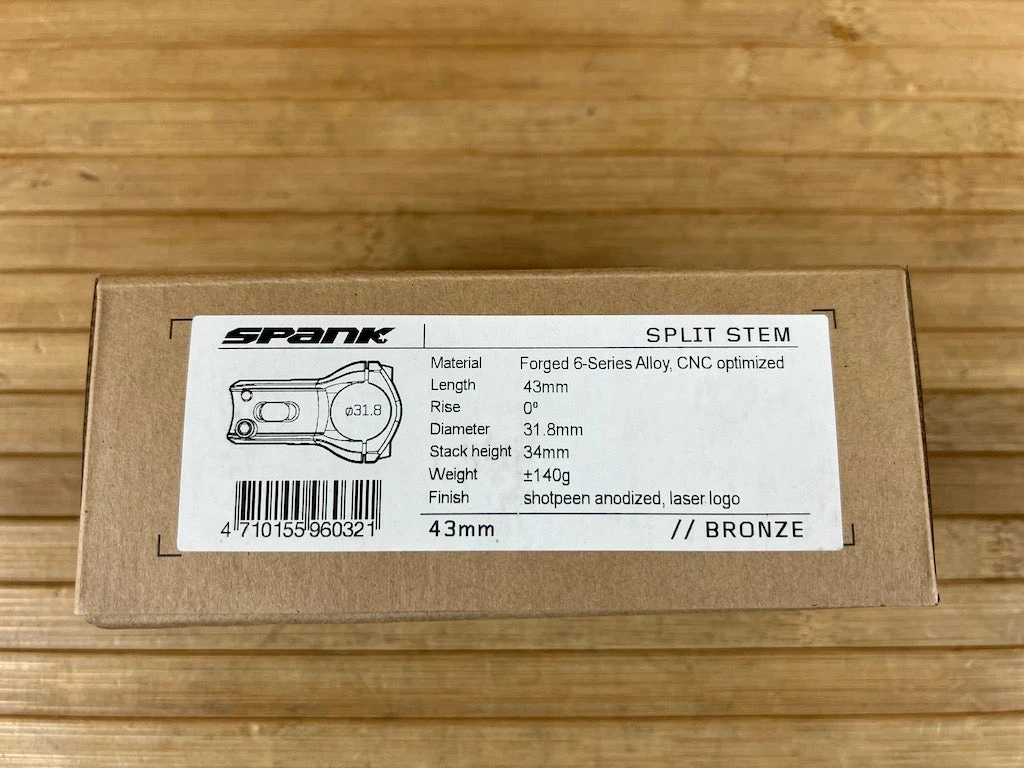 SPANK
SPLIT STEM
Material Forged 6-Series Alloy, CNC optimized
Length 43mm
Rise 0º
Diameter 31.8mm
Stack height 34mm
Weight ±140g
Finish shotpeen anodized, laser logo
ø31.8
4 710155 960321
43mm
// BRONZE